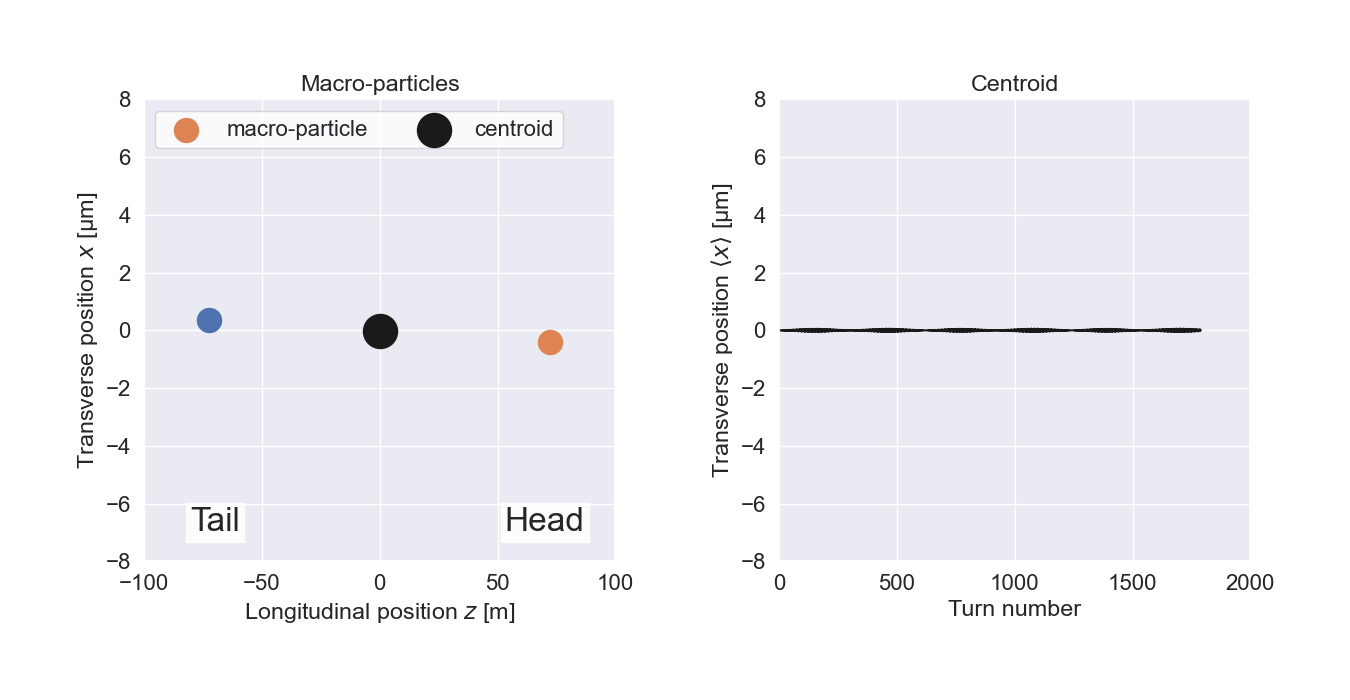 Macro-particles
macro-particle centroid
Transverse position x [μm]
8
6
4
2
0
−2
−4
−6
−8
Tail Head
−100 −50 0 50 100
Longitudinal position z [m]
Centroid
Transverse position ⟨x⟩ [μm]
8
6
4
2
0
−2
−4
−6
−8
0 500 1000 1500 2000
Turn number